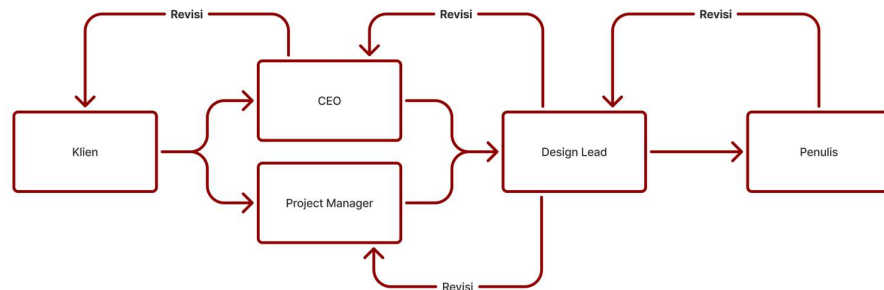 Revisi
Revisi
Revisi
CEO
Klien
Design Lead
Penulis
Project Manager
Revisi